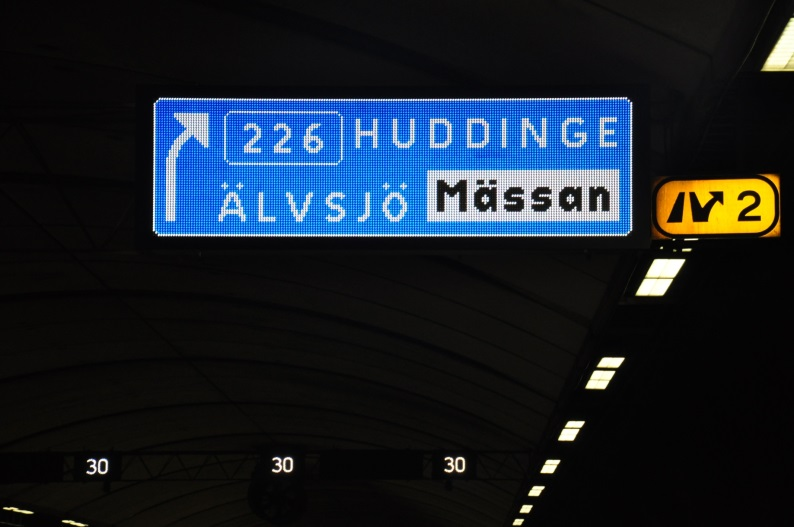 226 HUDDINGE
ÄLVSJÖ Mässan
2
30 30 30